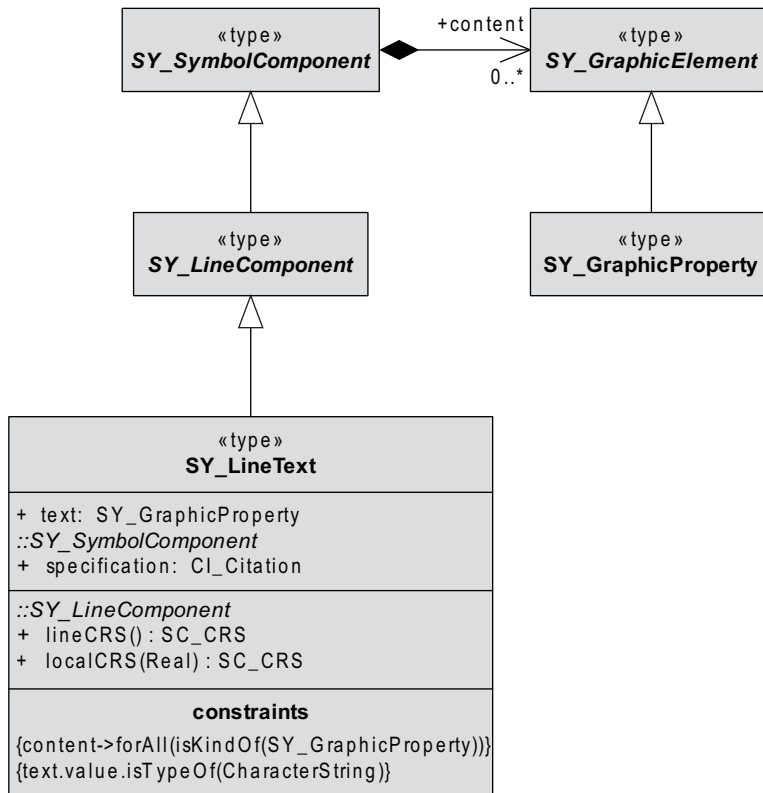 «type»
SY_SymbolComponent
+content
0..*
«type»
SY_GraphicElement
«type»
SY_LineComponent
«type»
SY_GraphicProperty
«type»
SY_LineText
+ text: SY_GraphicProperty
::SY_SymbolComponent
+ specification: CI_Citation
::SY_LineComponent
+ lineCRS() : SC_CRS
+ localCRS(Real) : SC_CRS
constraints
{content->forAll(isKindOf(SY_GraphicProperty))}
{text.value.isTypeOf(CharacterString)}